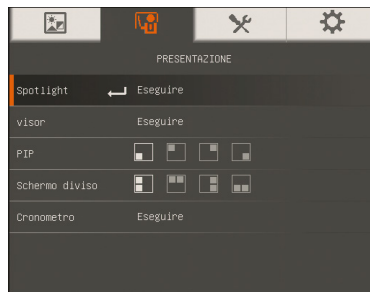 PRESENTAZIONE
Spotlight Eseguire
visor Eseguire
PIP
Schermo diviso
Cronometro Eseguire